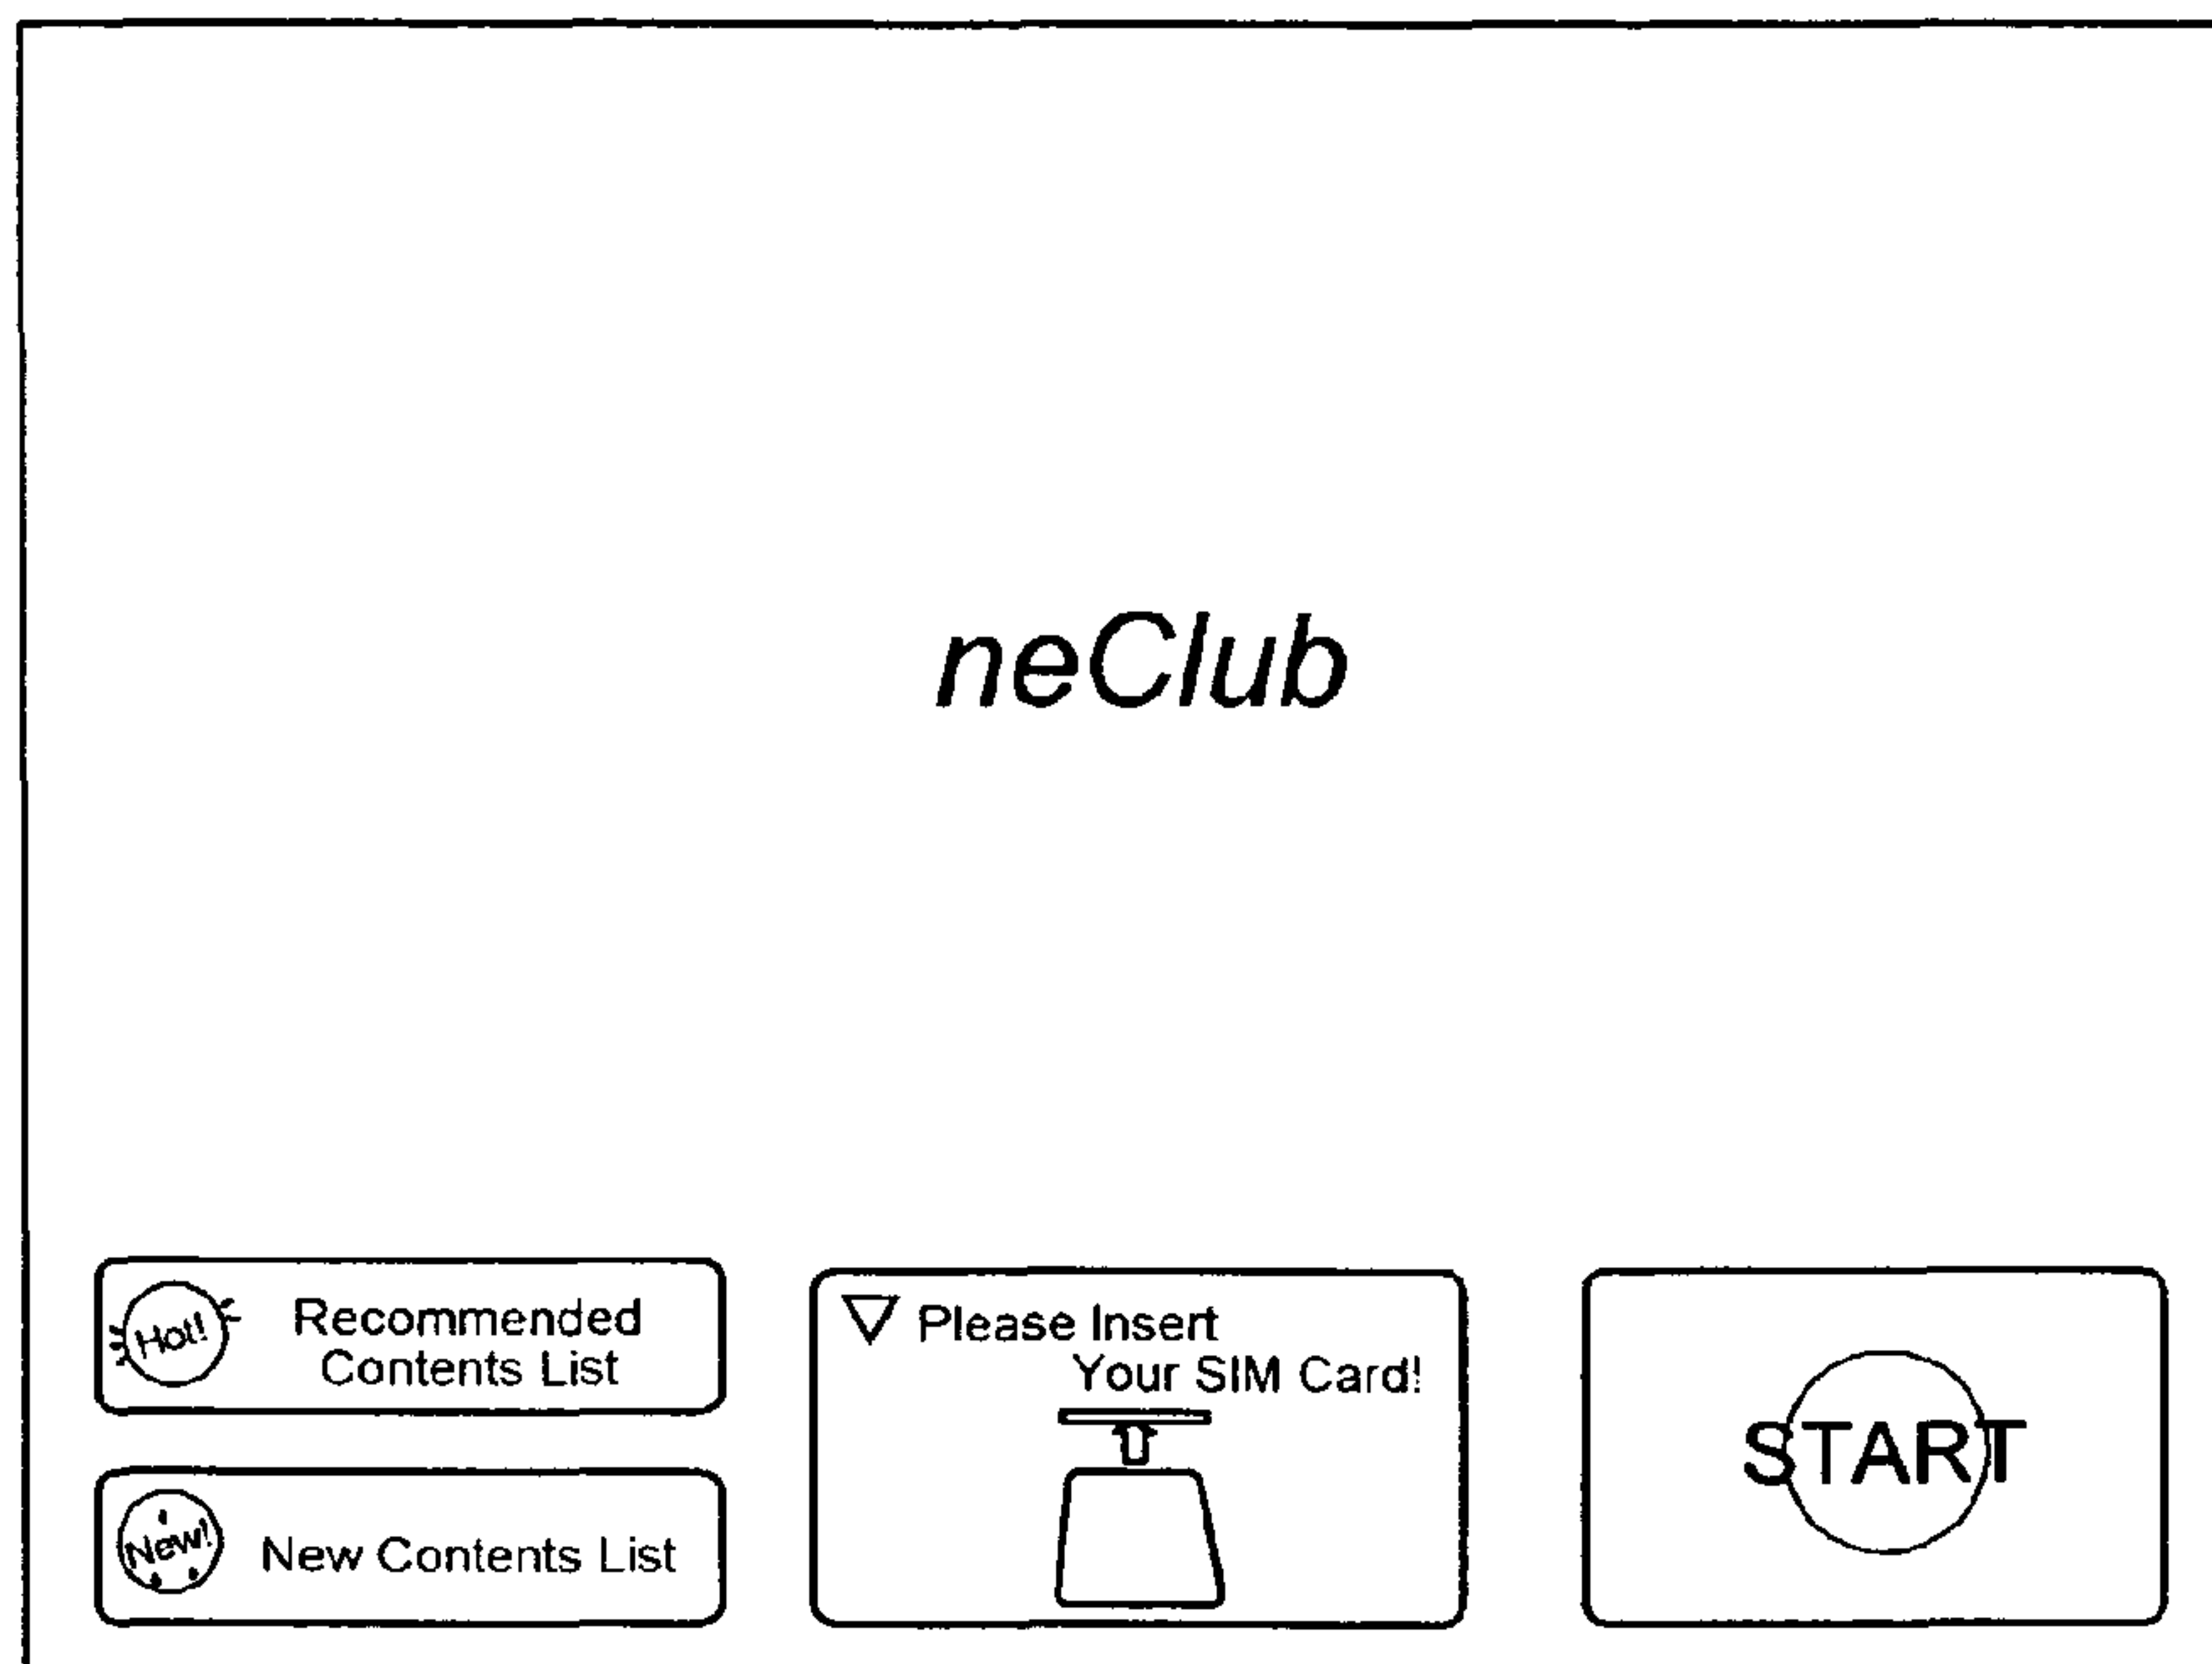 neClub
Hot!
Recommended
Contents List
New!
New Contents List
Please Insert
Your SIM Card!
START